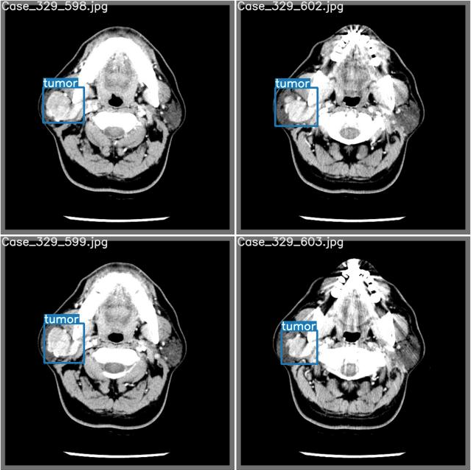 Case_329_598.jpg
tumor
Case_329_602.jpg
tumor
Case_329_599.jpg
tumor
Case_329_603.jpg
tumor